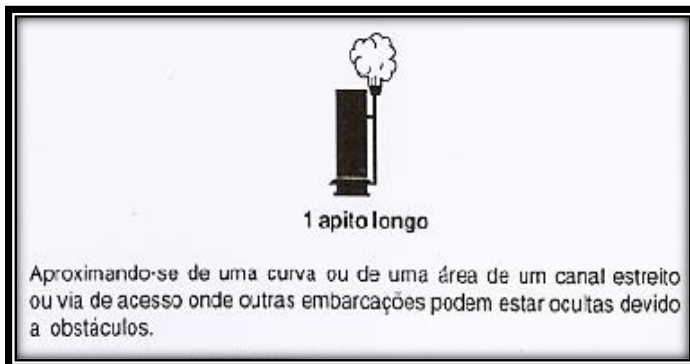 1 apito longo
Aproximando-se de uma curva ou de uma área de um canal estreito
ou via de acesso onde outras embarcações podem estar ocultas devido
a obstáculos.